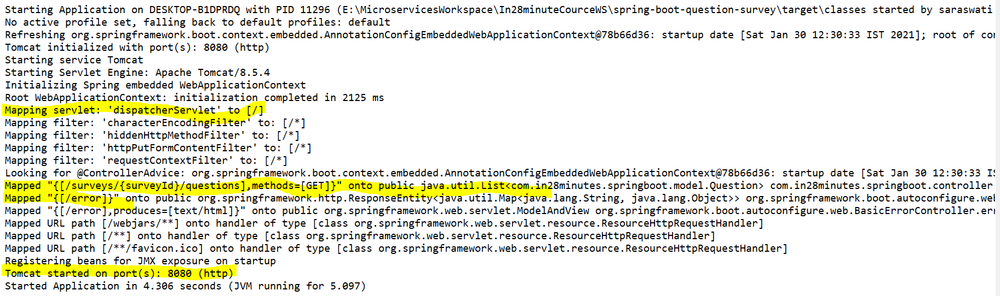 Starting Application on DESKTOP-B1DPRDQ with PID 11296 (E:\MicroservicesWorkspace\In28minuteCourceWS\spring-boot-question-survey\target\classes started by saraswati
No active profile set, falling back to default profiles: default
Refreshing org.springframework.boot.context.embedded.AnnotationConfigEmbeddedWebApplicationContext@78b66d36: startup date [Sat Jan 30 12:30:33 IST 2021]; root of co
Tomcat initialized with port(s): 8080 (http)
Starting service Tomcat
Starting Servlet Engine: Apache Tomcat/8.5.4
Initializing Spring embedded WebApplicationContext
Root WebApplicationContext: initialization completed in 2125 ms
Mapping servlet: 'dispatcherServlet' to [/]
Mapping filter: 'characterEncodingFilter' to: [/*]
Mapping filter: 'hiddenHttpMethodFilter' to: [/*]
Mapping filter: 'httpPutFormContentFilter' to: [/*]
Mapping filter: 'requestContextFilter' to: [/*]
Looking for @ControllerAdvice: org.springframework.boot.context.embedded.AnnotationConfigEmbeddedWebApplicationContext@78b66d36: startup date [Sat Jan 30 12:30:33 IS
Mapped "{[/surveys/{surveyId}/questions],methods=[GET]}" onto public java.util.List<com.in28minutes.springboot.model.Question> com.in28minutes.springboot.controller
Mapped "{[/error]}" onto public org.springframework.http.ResponseEntity<java.util.Map<java.lang.String, java.lang.Object>> org.springframework.boot.autoconfigure.we
Mapped "{[/error],produces=[text/html]}" onto public org.springframework.web.servlet.ModelAndView org.springframework.boot.autoconfigure.web.BasicErrorController.er
Mapped URL path [/webjars/**] onto handler of type [class org.springframework.web.servlet.resource.ResourceHttpRequestHandler]
Mapped URL path [/**] onto handler of type [class org.springframework.web.servlet.resource.ResourceHttpRequestHandler]
Mapped URL path [/**/favicon.ico] onto handler of type [class org.springframework.web.servlet.resource.ResourceHttpRequestHandler]
Registering beans for JMX exposure on startup
Tomcat started on port(s): 8080 (http)
Started Application in 4.306 seconds (JVM running for 5.097)